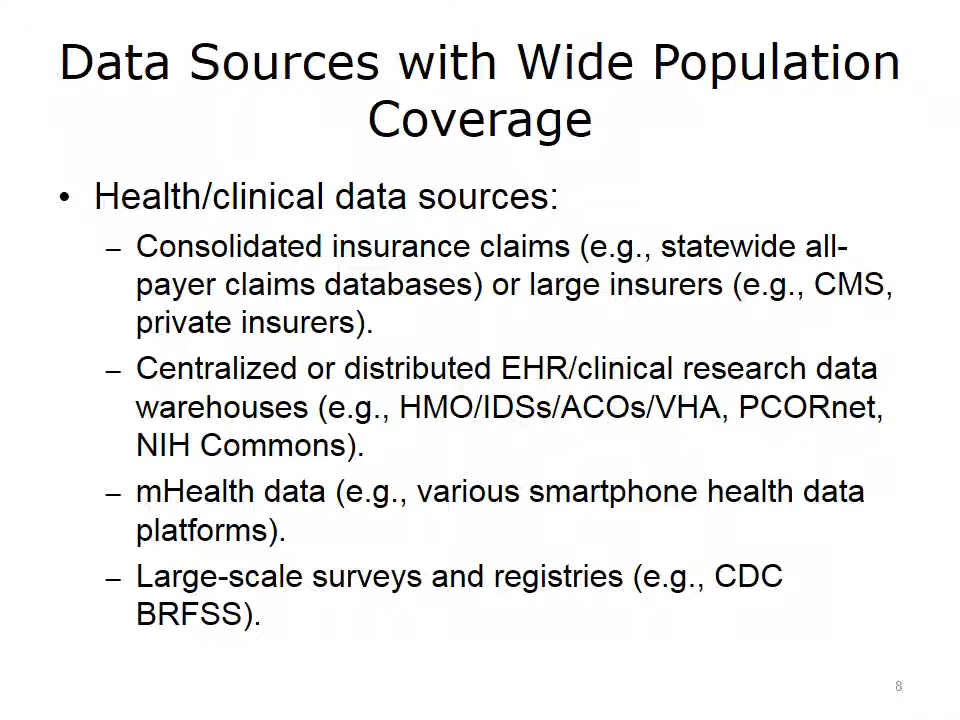 Data Sources with Wide Population
Coverage
• Health/clinical data sources:
– Consolidated insurance claims (e.g., statewide all-
payer claims databases) or large insurers (e.g., CMS,
private insurers).
– Centralized or distributed EHR/clinical research data
warehouses (e.g., HMO/IDSs/ACOs/VHA, PCORnet,
NIH Commons).
– mHealth data (e.g., various smartphone health data
platforms).
– Large-scale surveys and registries (e.g., CDC
BRFSS).
8